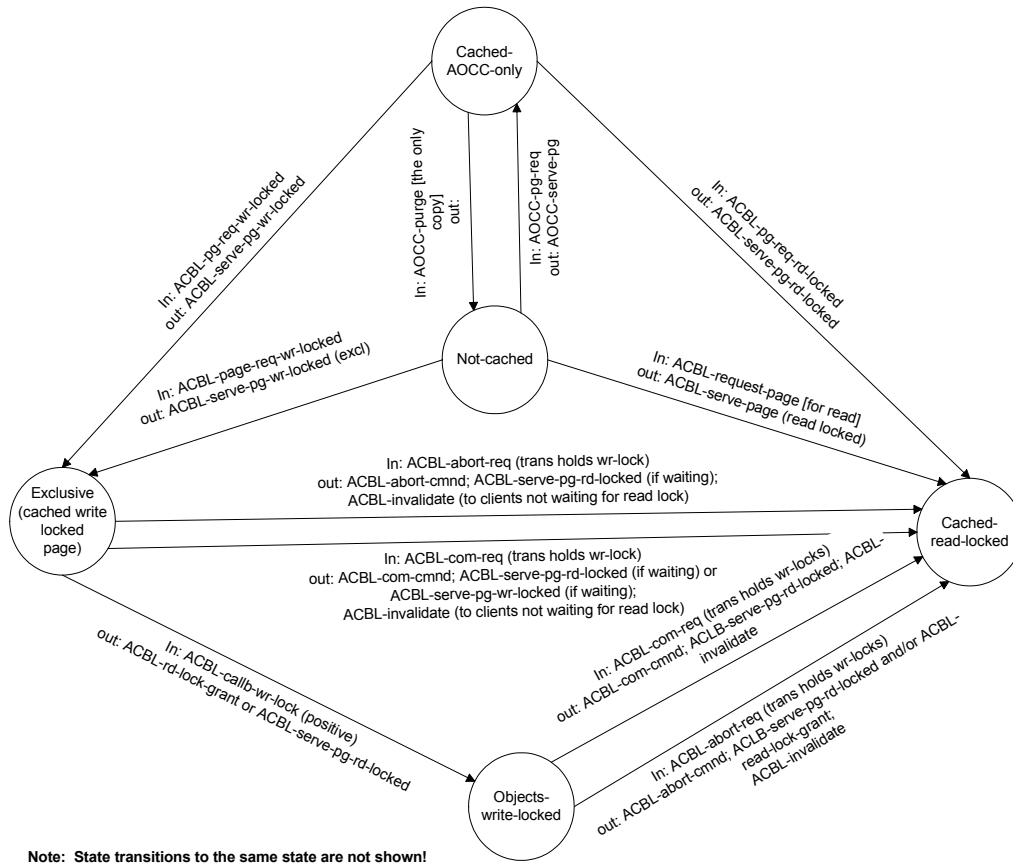 Cached-
AOCC-only
In: ACBL-pg-req-wr-locked
out: ACBL-serve-pg-wr-locked
In: AOCC-purge [the only
copy]
out:
In: AOCC-pg-req
out: AOCC-serve-pg
In: ACBL-pg-req-rd-locked
out: ACBL-serve-pg-rd-locked
Not-cached
In: ACBL-page-req-wr-locked
out: ACBL-serve-pg-wr-locked (excl)
In: ACBL-request-page [for read]
out: ACBL-serve-page (read locked)
Exclusive
(cached write
locked
page)
In: ACBL-abort-req (trans holds wr-lock)
out: ACBL-abort-cmnd; ACBL-serve-pg-rd-locked (if waiting);
ACBL-invalidate (to clients not waiting for read lock)
Cached-
read-locked
In: ACBL-com-req (trans holds wr-lock)
out: ACBL-com-cmnd; ACBL-serve-pg-rd-locked (if waiting) or
ACBL-serve-pg-wr-locked (if waiting);
ACBL-invalidate (to clients not waiting for read lock)
In: ACBL-callb-wr-lock (positive)
out: ACBL-rd-lock-grant or ACBL-serve-pg-rd-locked
In: ACBL-com-req (trans holds wr-locks)
out: ACBL-com-cmnd; ACLB-serve-pg-rd-locked; ACBL-
invalidate
In: ACBL-abort-req (trans holds wr-locks)
out: ACBL-abort-cmnd; ACLB-serve-pg-rd-locked and/or ACBL-
read-lock-grant;
ACBL-invalidate
Objects-
write-locked
Note: State transitions to the same state are not shown!